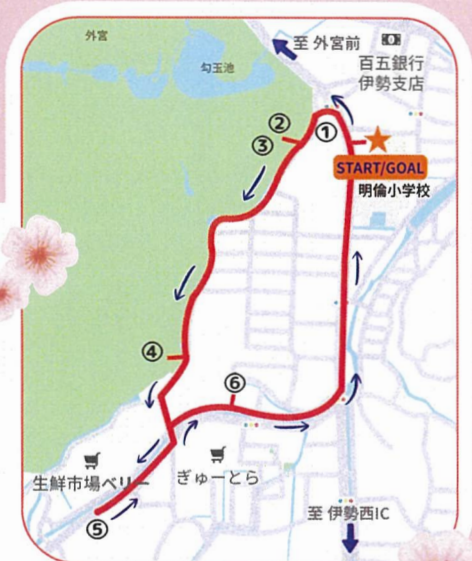 外宮
勾玉池
至 外宮前
百五銀行
伊勢支店
①
②
③
START/GOAL
明倫小学校
④
⑥
生鮮市場ベリー
ぎゅーとら
⑤
至 伊勢西IC